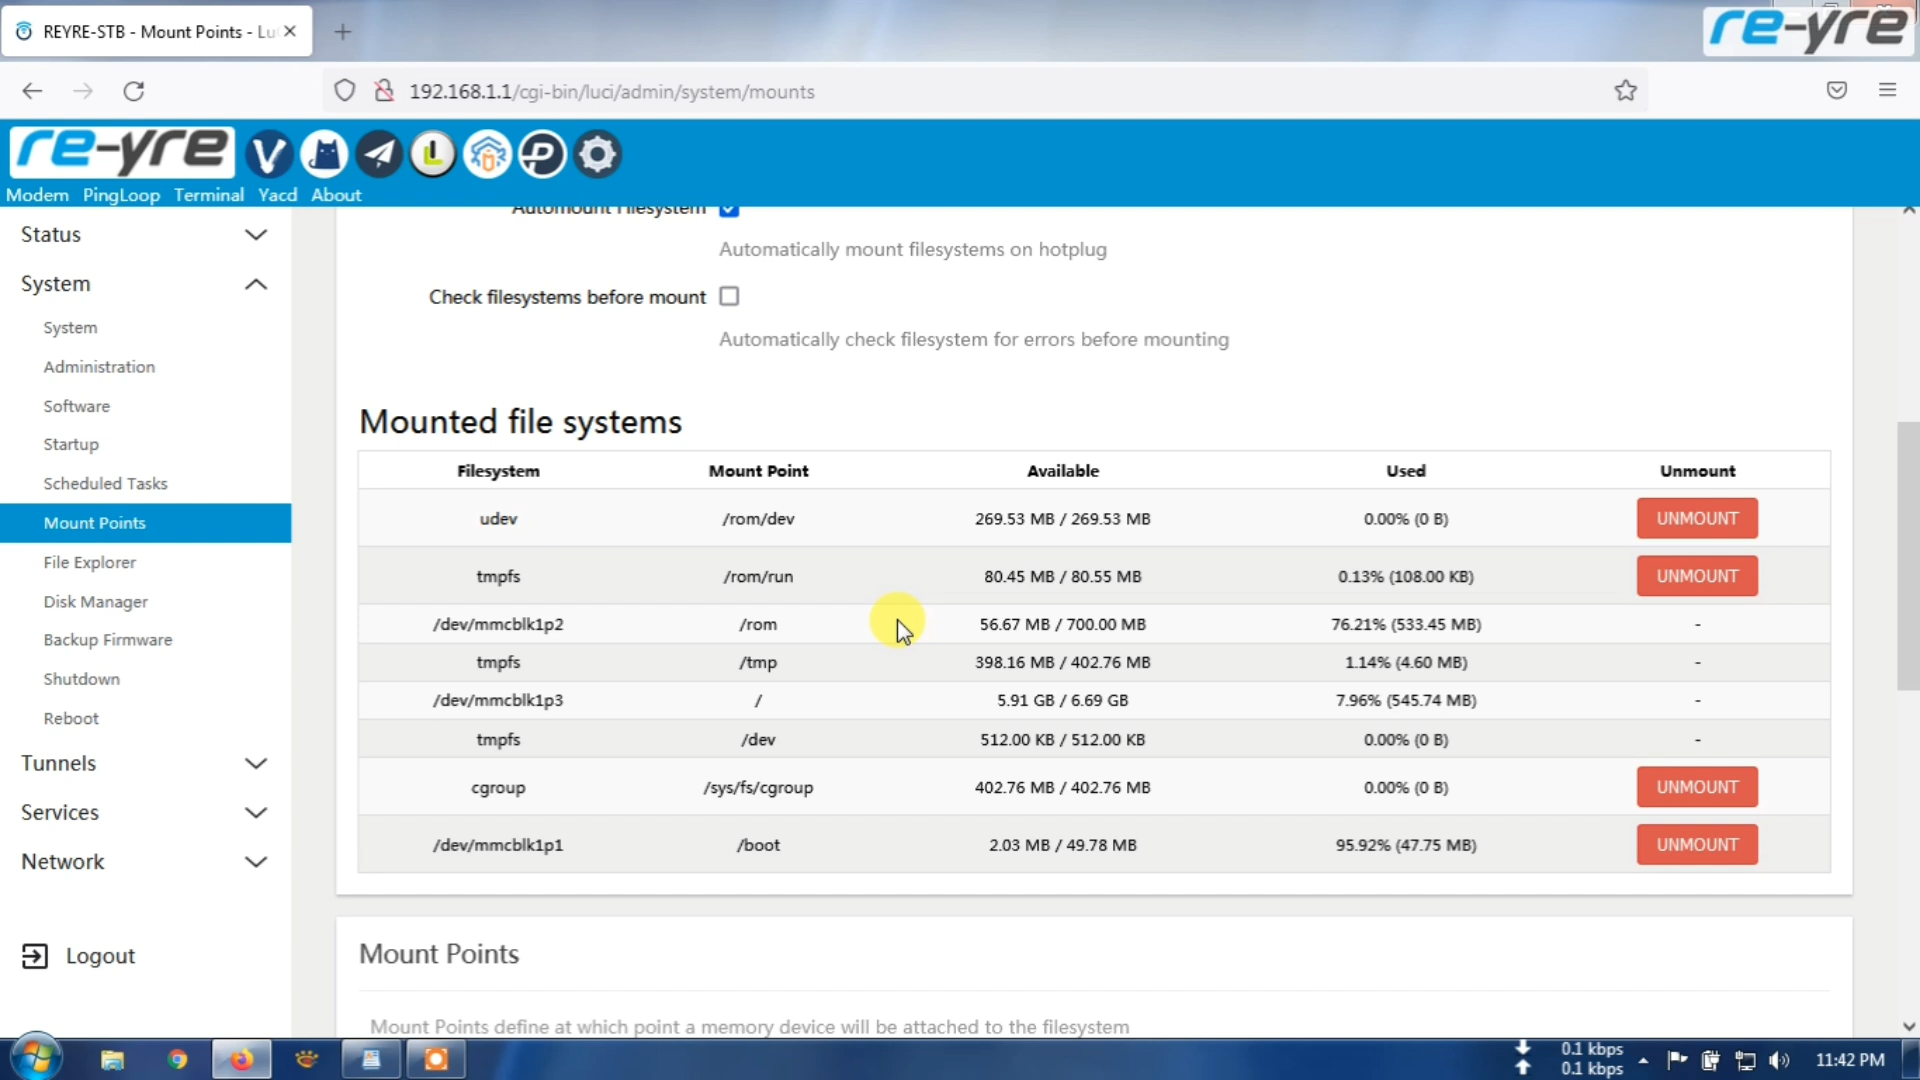 REYRE-STB - Mount Points - Lu
re-yre
192.168.1.1/cgi-bin/luci/admin/system/mounts
re-yre
Modem PingLoop Terminal Yacd About
Status
System
System
Administration
Software
Startup
Scheduled Tasks
Mount Points
File Explorer
Disk Manager
Backup Firmware
Shutdown
Reboot
Tunnels
Services
Network
Logout
Automount Filesystem
Automatically mount filesystems on hotplug
Check filesystems before mount
Automatically check filesystem for errors before mounting
Mounted file systems
Filesystem Mount Point Available Used Unmount
udev /rom/dev 269.53 MB / 269.53 MB 0.00% (0 B) UNMOUNT
tmpfs /rom/run 80.45 MB / 80.55 MB 0.13% (108.00 KB) UNMOUNT
/dev/mmcblk1p2 /rom 56.67 MB / 700.00 MB 76.21% (533.45 MB) -
tmpfs /tmp 398.16 MB / 402.76 MB 1.14% (4.60 MB) -
/dev/mmcblk1p3 / 5.91 GB / 6.69 GB 7.96% (545.74 MB) -
tmpfs /dev 512.00 KB / 512.00 KB 0.00% (0 B) -
cgroup /sys/fs/cgroup 402.76 MB / 402.76 MB 0.00% (0 B) UNMOUNT
/dev/mmcblk1p1 /boot 2.03 MB / 49.78 MB 95.92% (47.75 MB) UNMOUNT
Mount Points
Mount Points define at which point a memory device will be attached to the filesystem
0.1 kbps
0.1 kbps
11:42 PM